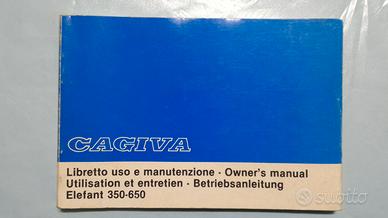 CAGIVA
Libretto uso e manutenzione · Owner's manual
Utilisation et entretien · Betriebsanleitung
Elefant 350-650
subito